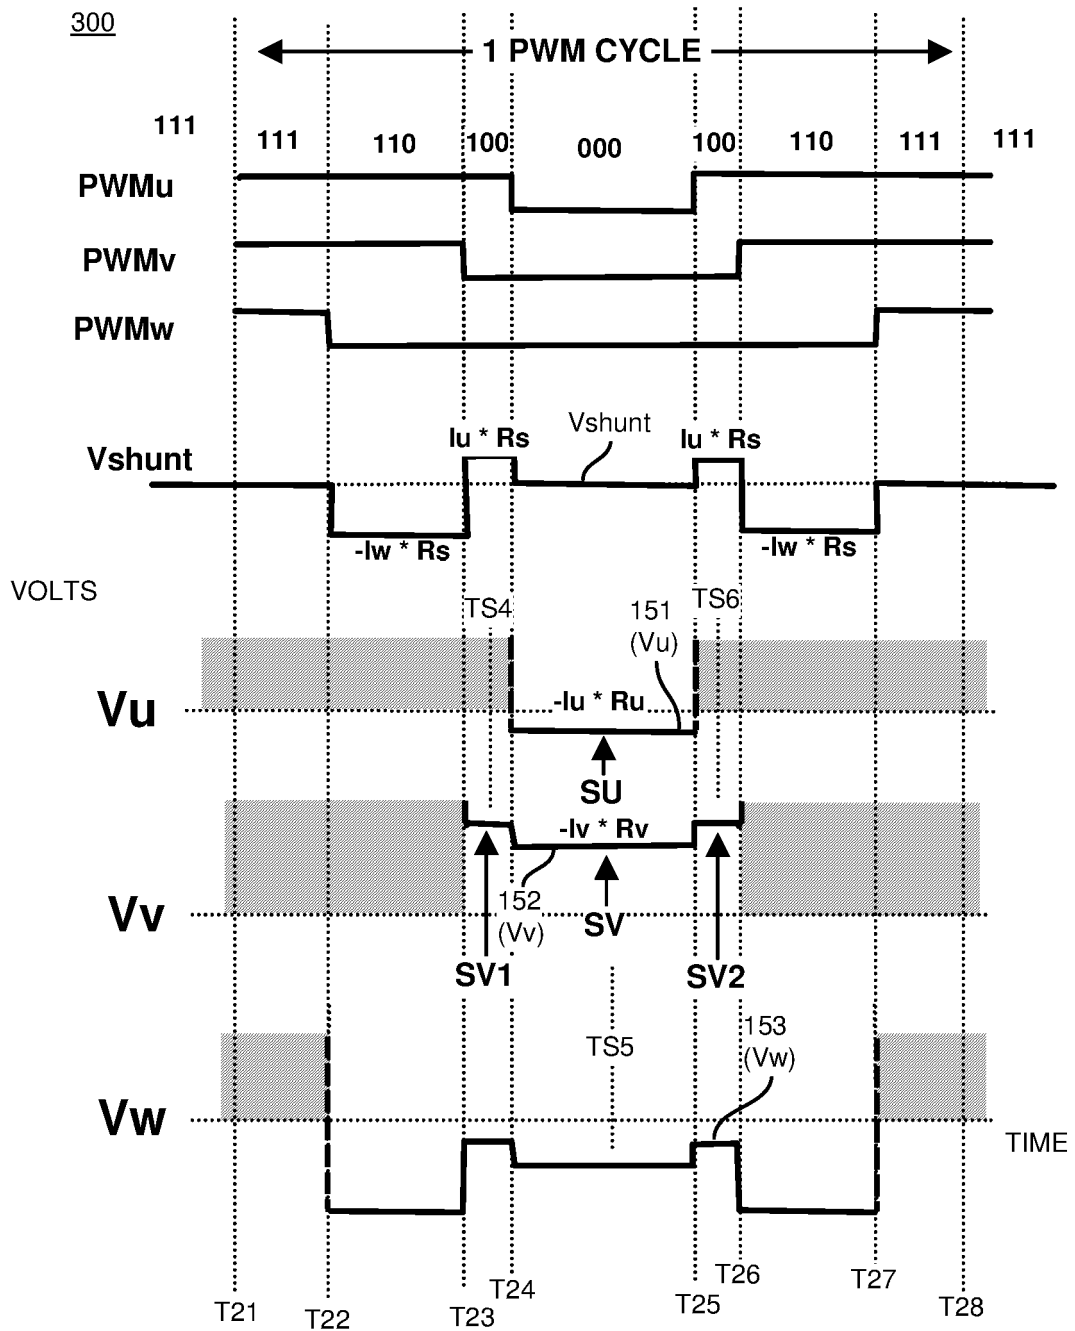 300
1 PWM CYCLE
111 111 110 100 000 100 110 111 111
PWMu
PWMv
PWMw
Iu * Rs Vshunt Iu * Rs
Vshunt
-Iw * Rs -Iw * Rs
VOLTS
TS4 151 TS6
(Vu)
Vu -Iu * Ru
SU
-Iv * Rv
152
(Vv)
Vv SV
SV1 SV2
153
(Vw)
TS5
Vw
TIME
T21 T22 T23 T24 T25 T26 T27 T28